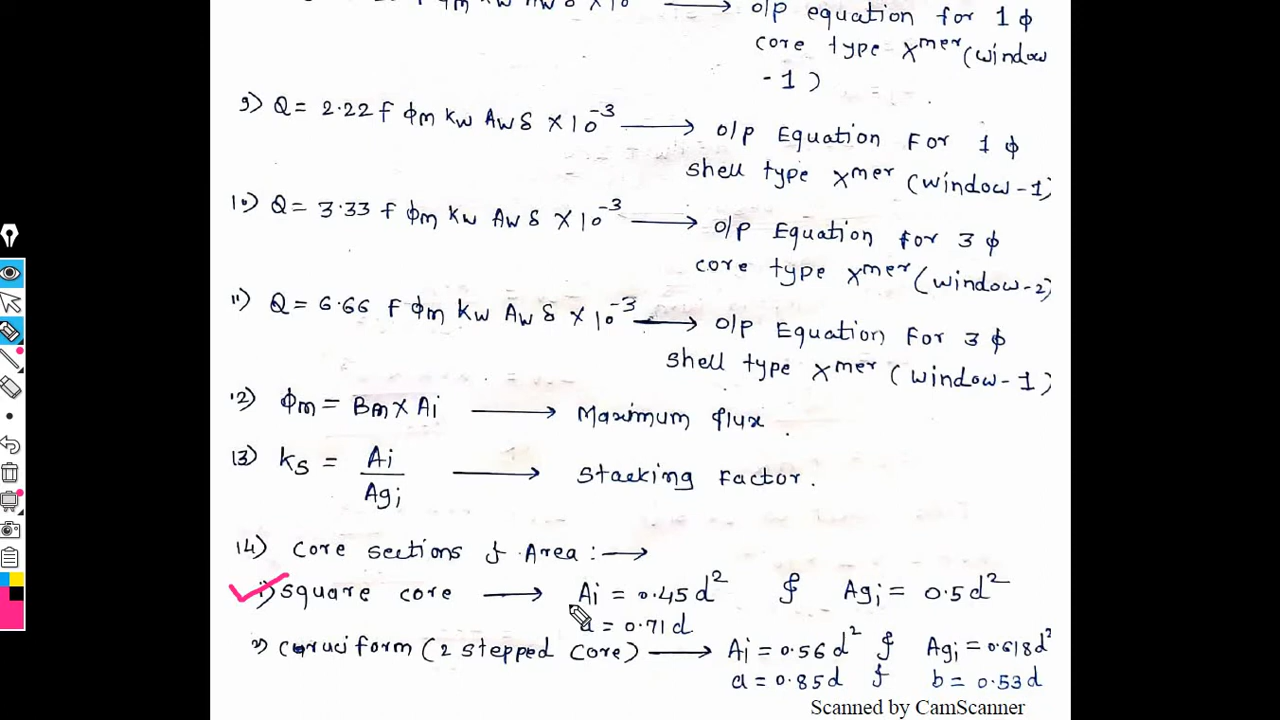 o/p equation for 1 ϕ
core type Xmer (window
- 1 )
9) Q = 2.22 f ϕm Kw Aw δ × 10⁻³ → o/p Equation For 1 ϕ
shell type Xmer (window - 1)
10) Q = 3.33 f ϕm Kw Aw δ × 10⁻³ → o/p Equation for 3 ϕ
core type Xmer (window - 2)
11) Q = 6.66 f ϕm Kw Aw δ × 10⁻³ → o/p Equation For 3 ϕ
shell type Xmer (window - 1)
12) ϕm = Bm × Ai → Maximum flux .
13) Ks = Ai / Agi → Stacking Factor .
14) Core sections & Area : →
1) square core → Ai = 0.45 d² & Agi = 0.5 d²
a = 0.71 d
2) Cruciform (2 stepped core) → Ai = 0.56 d² & Agi = 0.618 d²
a = 0.85 d & b = 0.53 d
Scanned by CamScanner